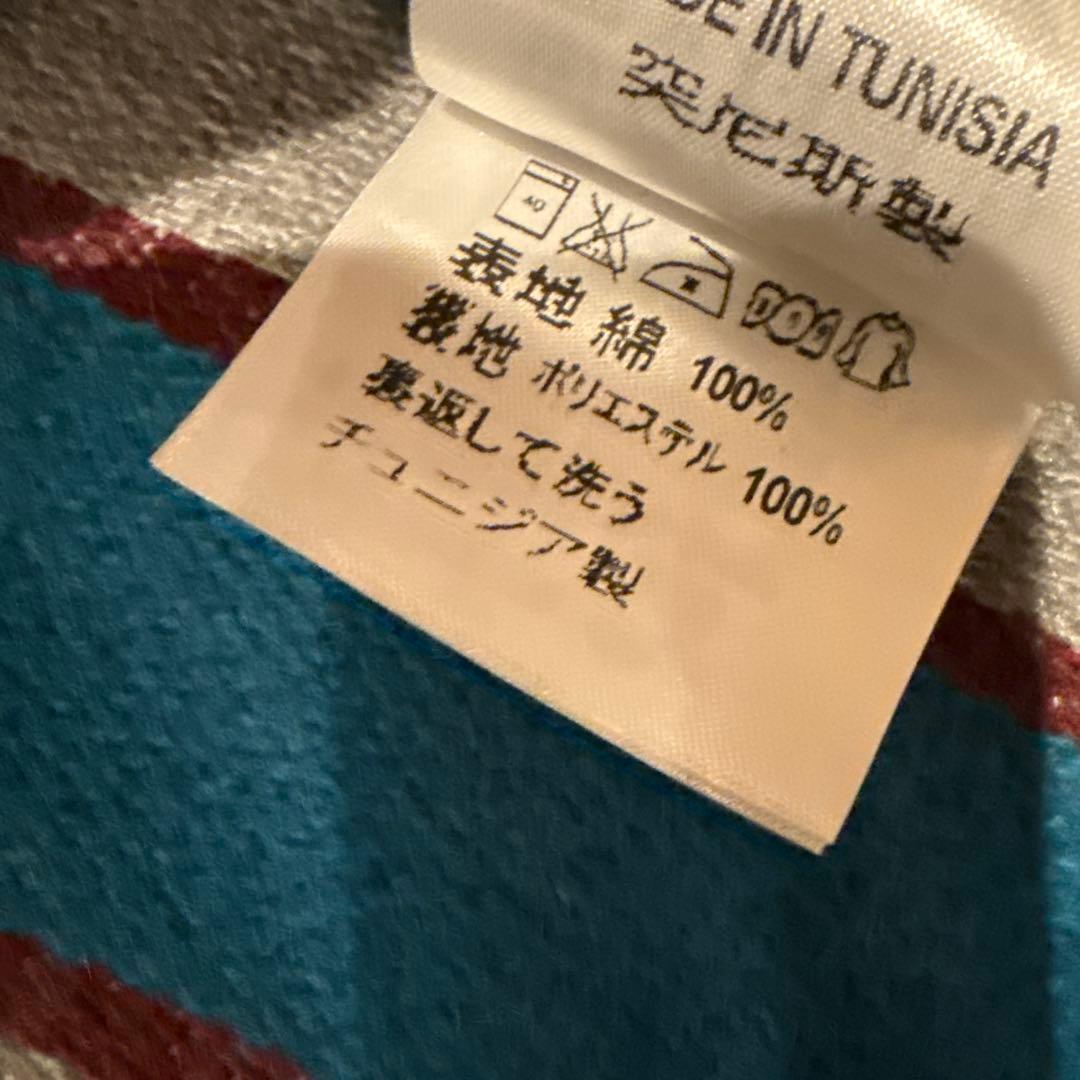 DE IN TUNISIA
突尼斯製
40
表地 綿 100%
裏地 ポリエステル 100%
裏返して洗う
チュニジア製